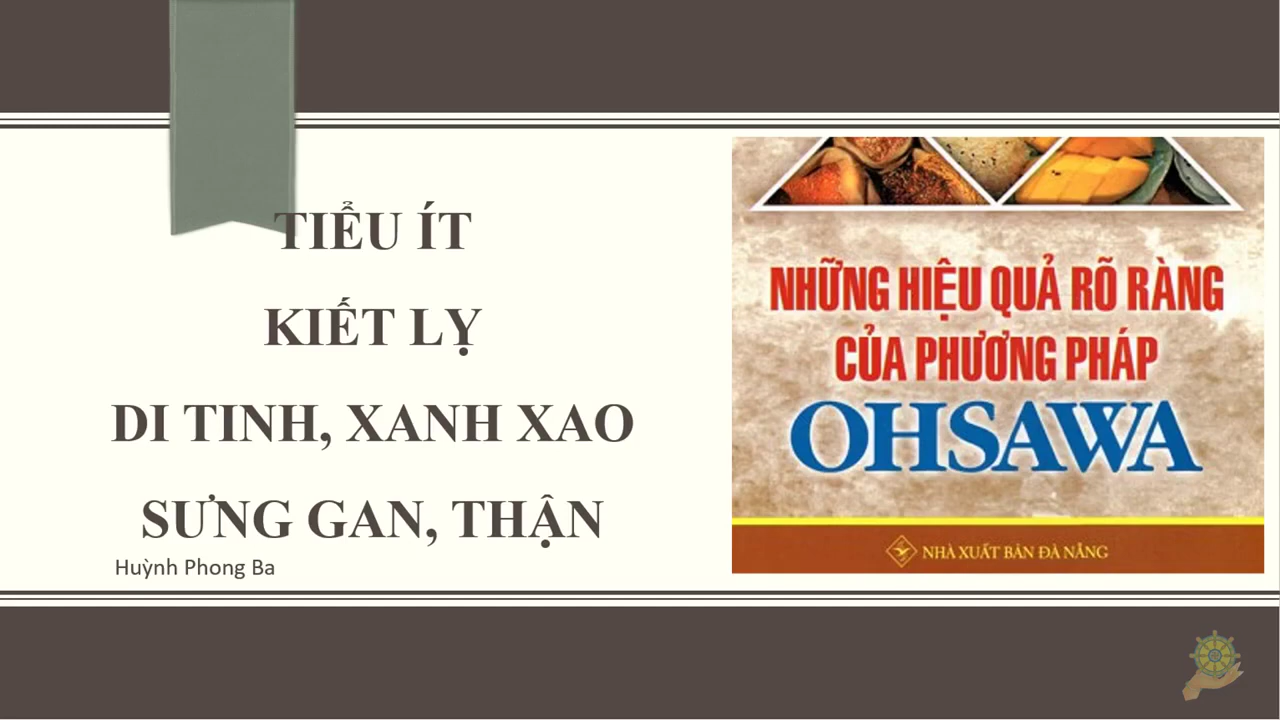 TIỂU ÍT
KIẾT LỴ
DI TINH, XANH XAO
SƯNG GAN, THẬN
Huỳnh Phong Ba
NHỮNG HIỆU QUẢ RÕ RÀNG
CỦA PHƯƠNG PHÁP
OHSAWA
NHÀ XUẤT BẢN ĐÀ NẴNG